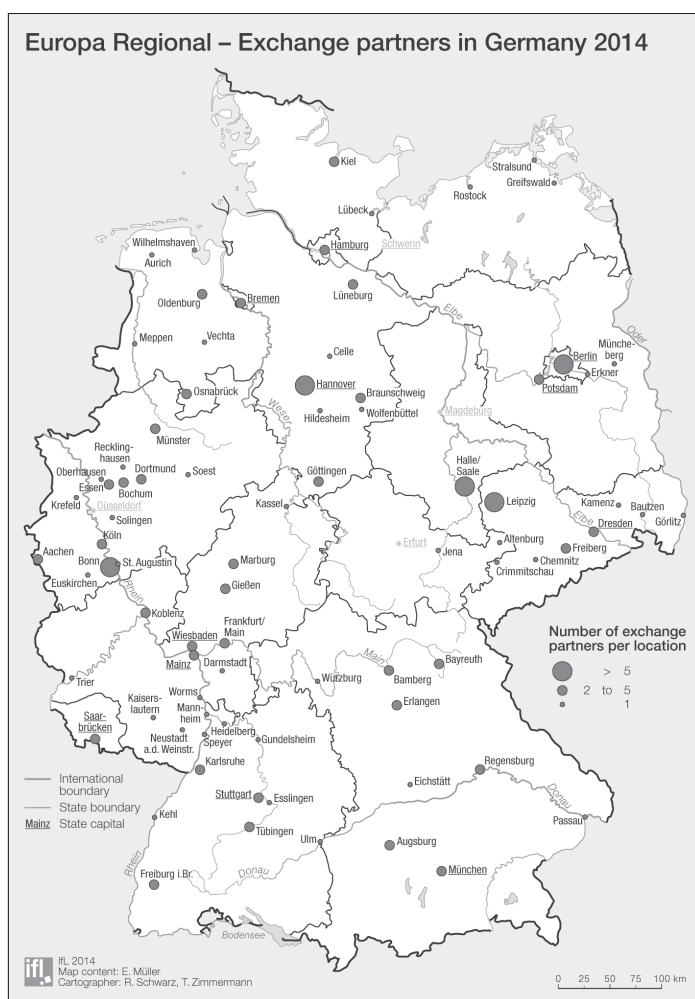 Europa Regional – Exchange partners in Germany 2014
Kiel
Stralsund
Greifswald
Rostock
Lübeck
Wilhelmshaven
Aurich
Hamburg
Schwerin
Oldenburg
Bremen
Lüneburg
Elbe
Oder
Meppen
Vechta
Celle
Berlin
Münche-
berg
Erkner
Potsdam
Hannover
Osnabrück
Braunschweig
Wolfenbüttel
Hildesheim
Weser
Magdeburg
Münster
Reckling-
hausen
Oberhausen
Dortmund
Soest
Essen
Bochum
Krefeld
Düsseldorf
Solingen
Göttingen
Halle/
Saale
Leipzig
Kassel
Kamenz
Bautzen
Görlitz
Elbe
Dresden
Köln
Erfurt
Jena
Altenburg
Freiberg
Chemnitz
Crimmitschau
Aachen
Bonn
St. Augustin
Euskirchen
Marburg
Gießen
Rhein
Koblenz
Frankfurt/
Main
Wiesbaden
Mainz
Darmstadt
Main
Bayreuth
Bamberg
Würzburg
Erlangen
Trier
Worms
Kaisers-
lautern
Mann-
heim
Saar-
brücken
Neustadt
a.d. Weinstr.
Heidelberg
Speyer
Gundelsheim
Karlsruhe
Regensburg
Eichstätt
Donau
Stuttgart
Esslingen
Kehl
Tübingen
Ulm
Passau
Augsburg
München
Rhein
Donau
Freiburg i.Br.
Bodensee
Number of exchange
partners per location
> 5
2 to 5
1
International
boundary
State boundary
Mainz State capital
ifl
IfL 2014
Map content: E. Müller
Cartographer: R. Schwarz, T. Zimmermann
0 25 50 75 100 km